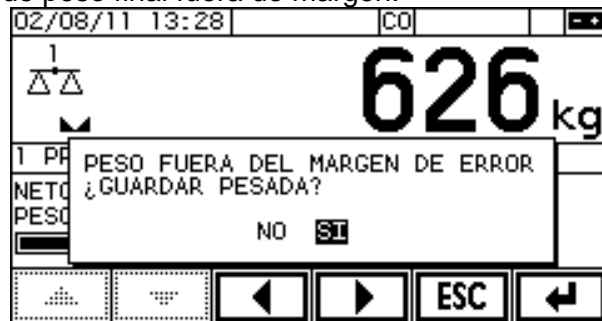 de peso final fuera de margen.
02/08/11 13:28 CO
1
626 kg
1 PR
PESO FUERA DEL MARGEN DE ERROR
NETO ¿GUARDAR PESADA?
PESO
NO SI
ESC